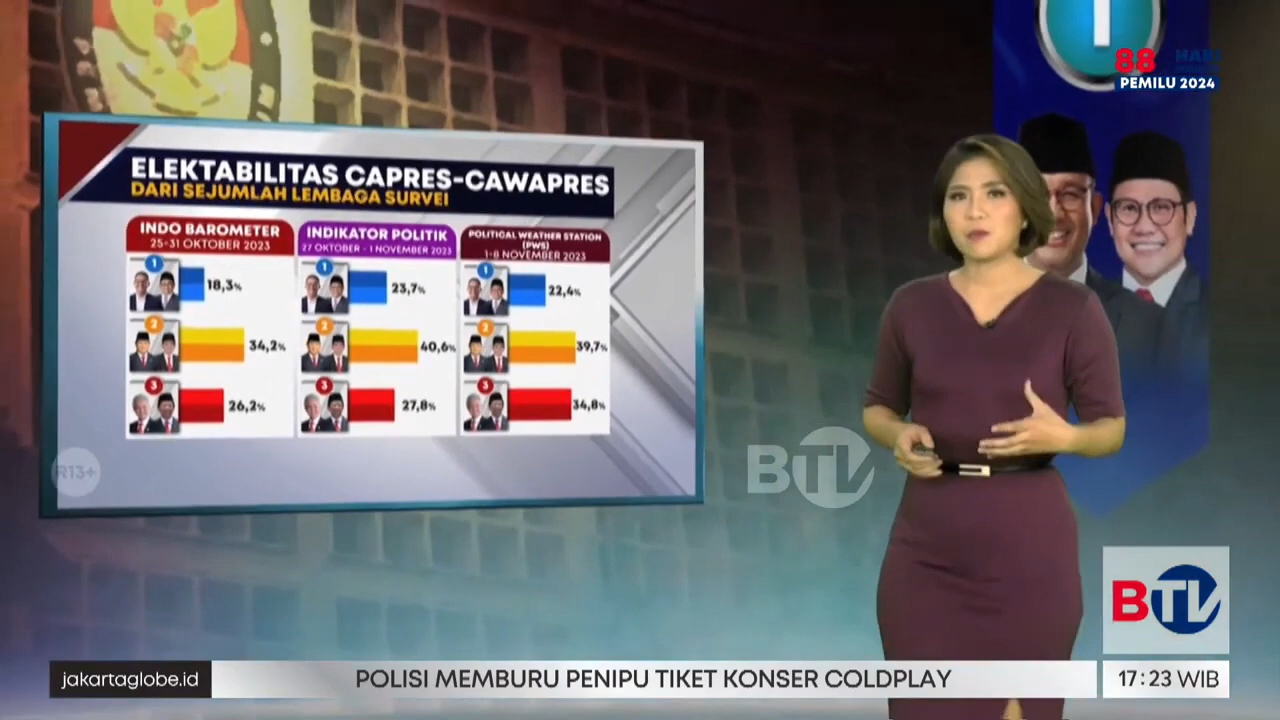 1
88 HARI
PEMILU 2024
ELEKTABILITAS CAPRES-CAWAPRES
DARI SEJUMLAH LEMBAGA SURVEI
INDO BAROMETER
25-31 OKTOBER 2023
1
18,3%
2
34,2%
3
26,2%
INDIKATOR POLITIK
27 OKTOBER - 1 NOVEMBER 2023
1
23,7%
2
40,6%
3
27,8%
POLITICAL WEATHER STATION
(PWS)
1-8 NOVEMBER 2023
1
22,4%
2
39,7%
3
34,8%
R13+
BTV
BTV
jakartaglobe.id
POLISI MEMBURU PENIPU TIKET KONSER COLDPLAY
17:23 WIB